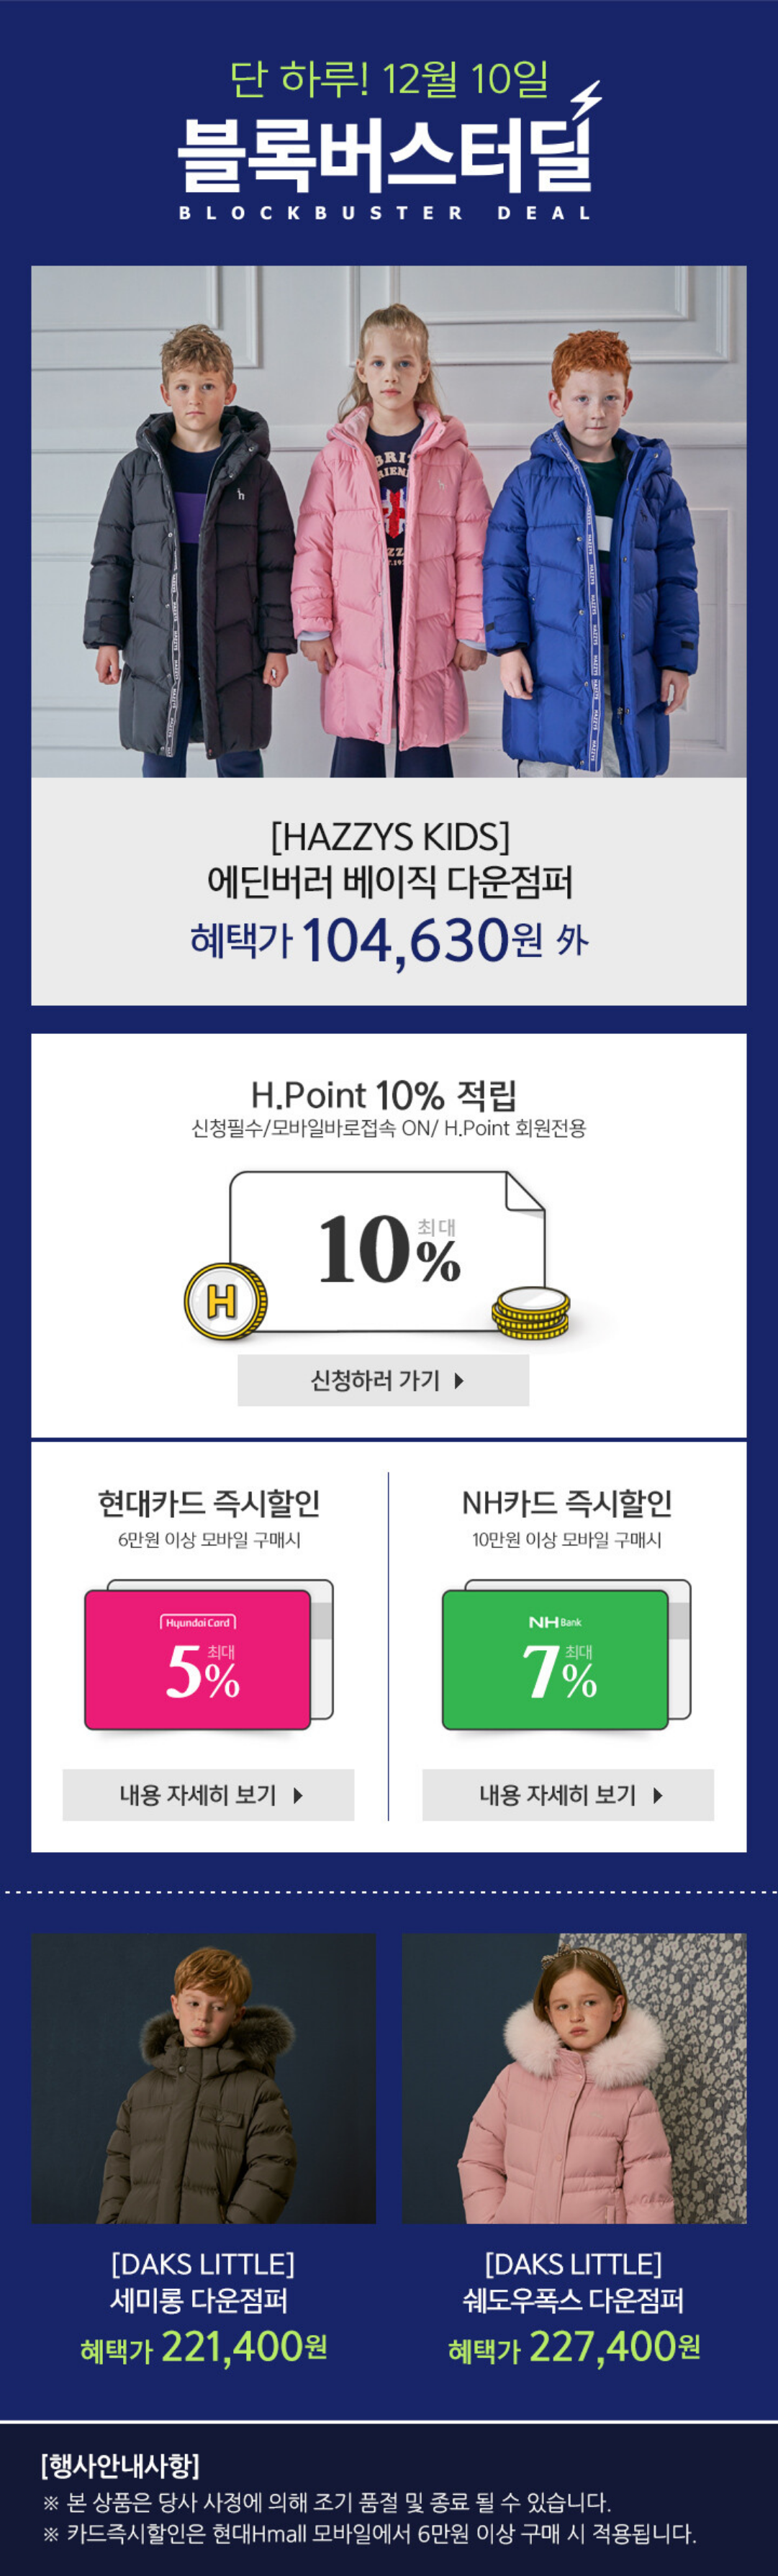 단 하루! 12월 10일
블록버스터딜
BLOCKBUSTER DEAL
[HAZZYS KIDS]
에딘버러 베이직 다운점퍼
혜택가 104,630원 外
H.Point 10% 적립
신청필수/모바일바로접속 ON/ H.Point 회원전용
최대
10%
H
신청하러 가기 ▶
현대카드 즉시할인
6만원 이상 모바일 구매시
Hyundai Card
최대
5%
내용 자세히 보기 ▶
NH카드 즉시할인
10만원 이상 모바일 구매시
NH Bank
최대
7%
내용 자세히 보기 ▶
[DAKS LITTLE]
세미롱 다운점퍼
혜택가 221,400원
[DAKS LITTLE]
쉐도우폭스 다운점퍼
혜택가 227,400원
[행사안내사항]
※ 본 상품은 당사 사정에 의해 조기 품절 및 종료 될 수 있습니다.
※ 카드즉시할인은 현대Hmall 모바일에서 6만원 이상 구매 시 적용됩니다.